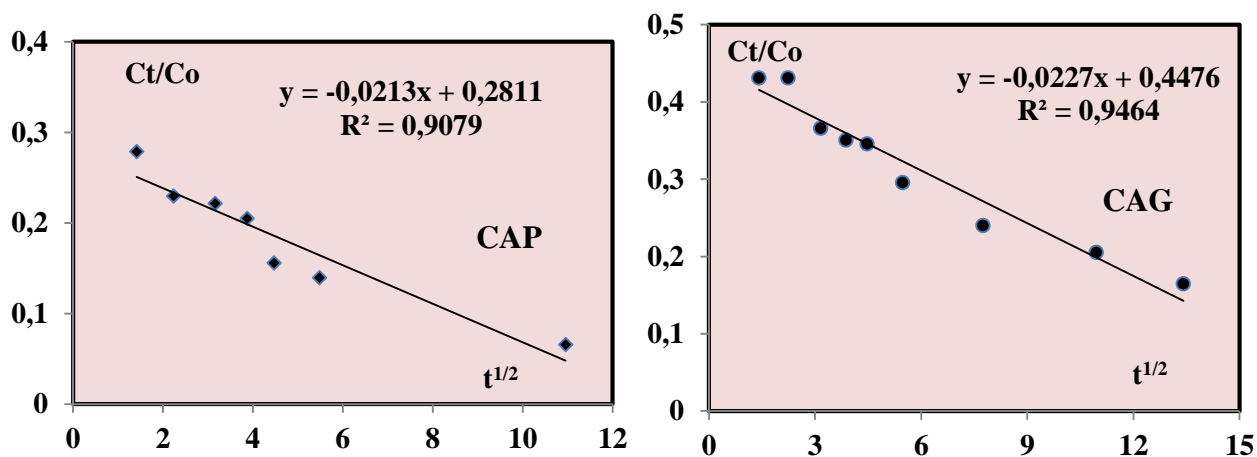 0,4
0,3
0,2
0,1
0
Ct/Co
y = -0,0213x + 0,2811
R² = 0,9079
CAP
t^1/2
0 2 4 6 8 10 12
0,5
0,4
0,3
0,2
0,1
0
Ct/Co
y = -0,0227x + 0,4476
R² = 0,9464
CAG
t^1/2
0 3 6 9 12 15